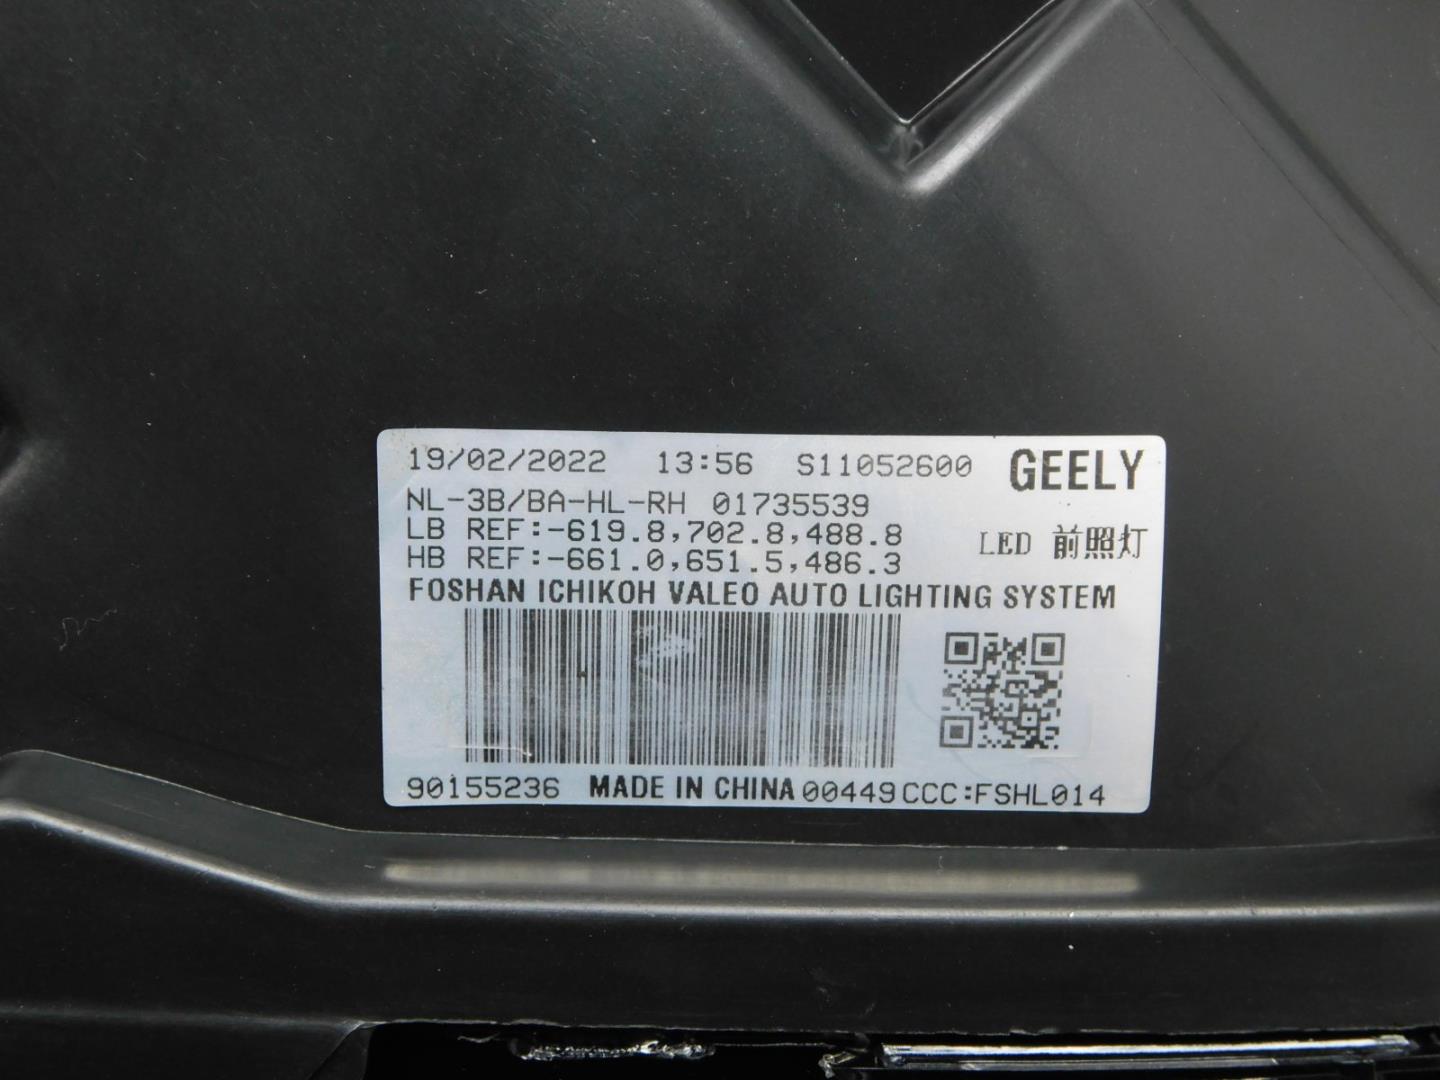 19/02/2022 13:56 S11052600 GEELY
NL-3B/BA-HL-RH 01735539
LB REF:-619.8,702.8,488.8
LED 前照灯
HB REF:-661.0,651.5,486.3
FOSHAN ICHIKOH VALEO AUTO LIGHTING SYSTEM
90155236 MADE IN CHINA 00449 CCC:FSHL014